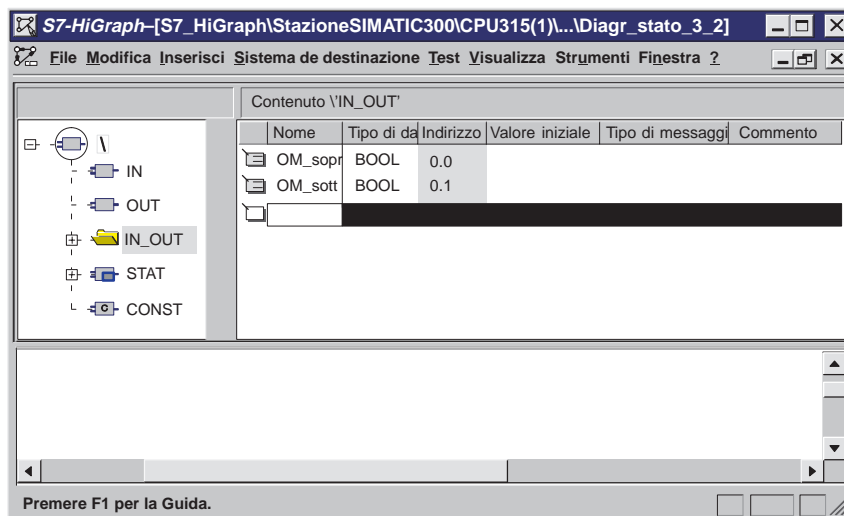 S7-HiGraph–[S7_HiGraph\StazioneSIMATIC300\CPU315(1)\...\Diagr_stato_3_2]
File Modifica Inserisci Sistema de destinazione Test Visualizza Strumenti Finestra ?
Contenuto \'IN_OUT'
Nome Tipo di da Indirizzo Valore iniziale Tipo di messaggi Commento
\
IN
OUT
IN_OUT
STAT
C CONST
OM_sopr BOOL 0.0
OM_sott BOOL 0.1
Premere F1 per la Guida.